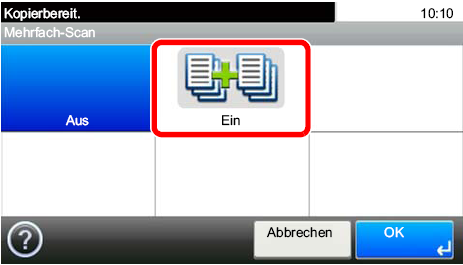 Kopierbereit. 10:10
Mehrfach-Scan
Aus
Ein
?
Abbrechen
OK